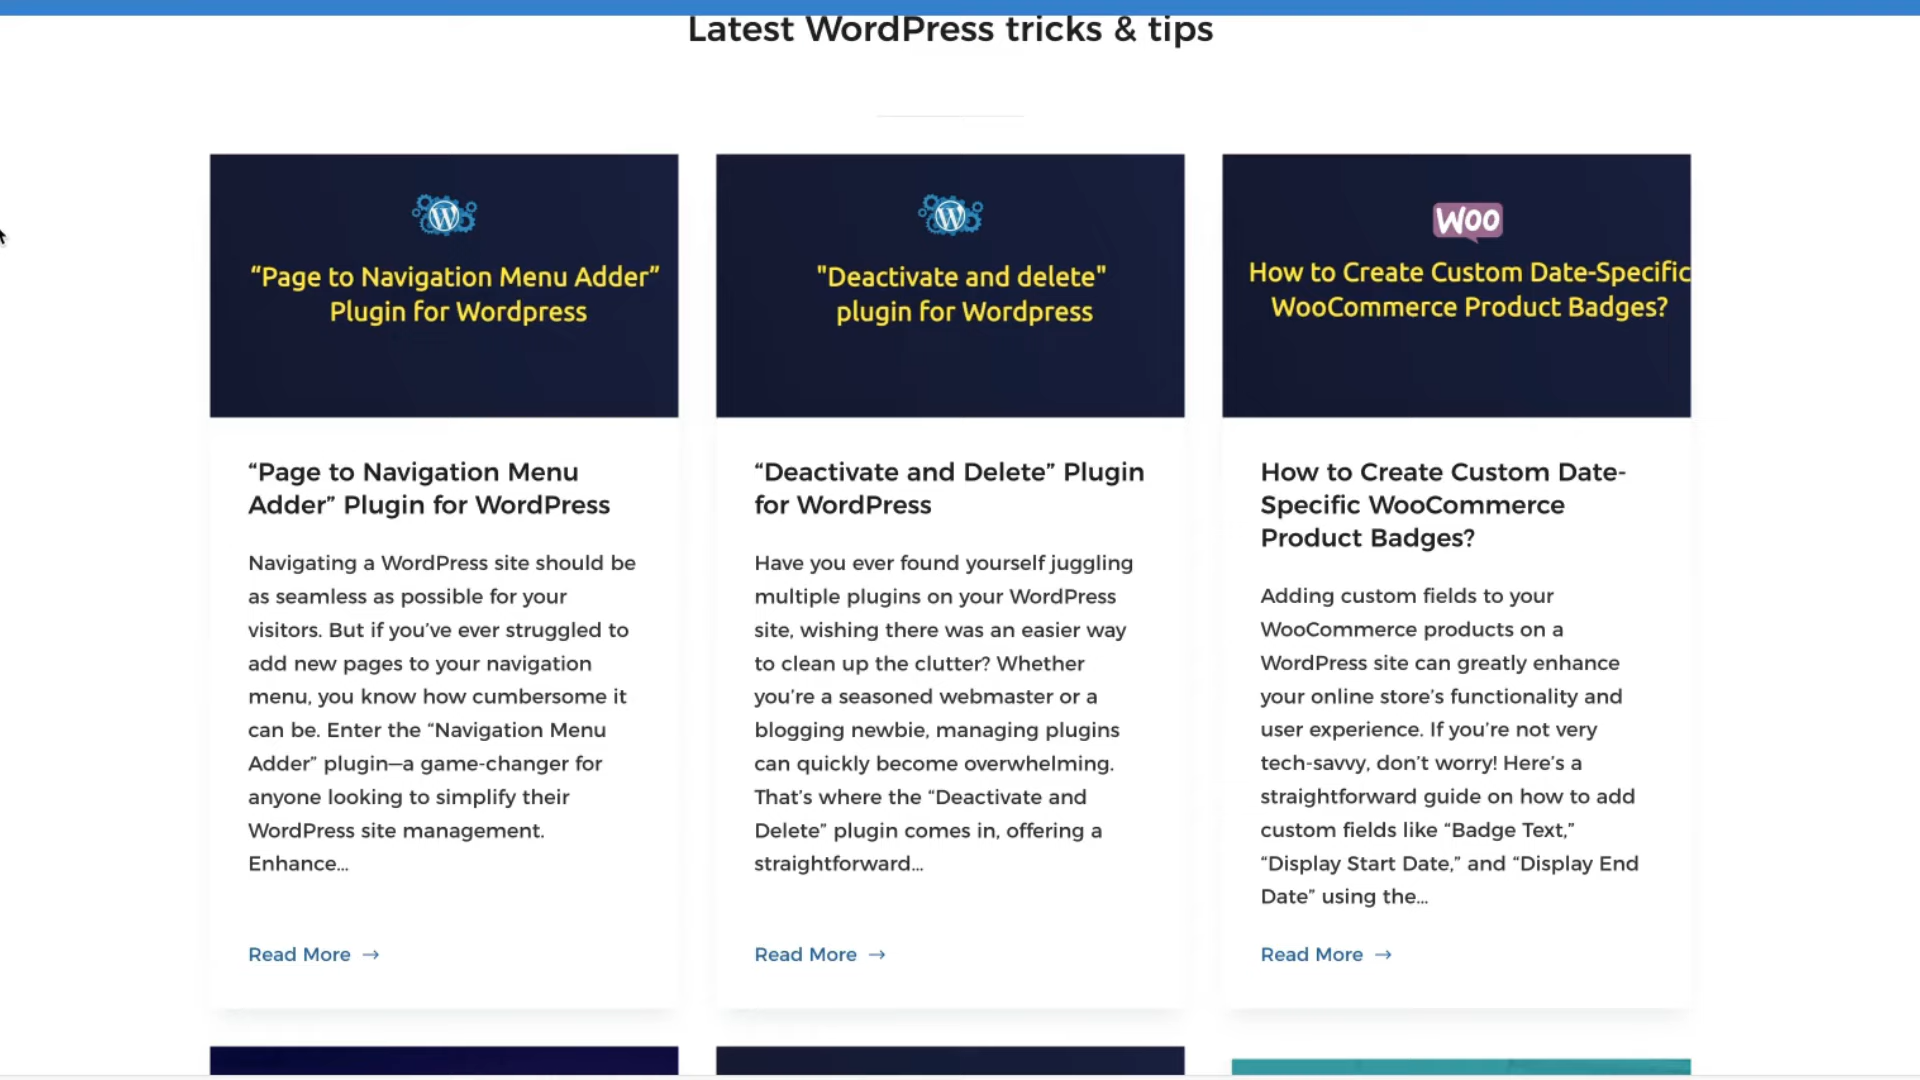 Latest WordPress tricks & tips
“Page to Navigation Menu Adder”
Plugin for Wordpress
"Deactivate and delete"
plugin for Wordpress
Woo
How to Create Custom Date-Specific
WooCommerce Product Badges?
“Page to Navigation Menu
Adder” Plugin for WordPress
Navigating a WordPress site should be
as seamless as possible for your
visitors. But if you’ve ever struggled to
add new pages to your navigation
menu, you know how cumbersome it
can be. Enter the “Navigation Menu
Adder” plugin—a game-changer for
anyone looking to simplify their
WordPress site management.
Enhance...
Read More →
“Deactivate and Delete” Plugin
for WordPress
Have you ever found yourself juggling
multiple plugins on your WordPress
site, wishing there was an easier way
to clean up the clutter? Whether
you’re a seasoned webmaster or a
blogging newbie, managing plugins
can quickly become overwhelming.
That’s where the “Deactivate and
Delete” plugin comes in, offering a
straightforward...
Read More →
How to Create Custom Date-
Specific WooCommerce
Product Badges?
Adding custom fields to your
WooCommerce products on a
WordPress site can greatly enhance
your online store’s functionality and
user experience. If you’re not very
tech-savvy, don’t worry! Here’s a
straightforward guide on how to add
custom fields like “Badge Text,”
“Display Start Date,” and “Display End
Date” using the...
Read More →